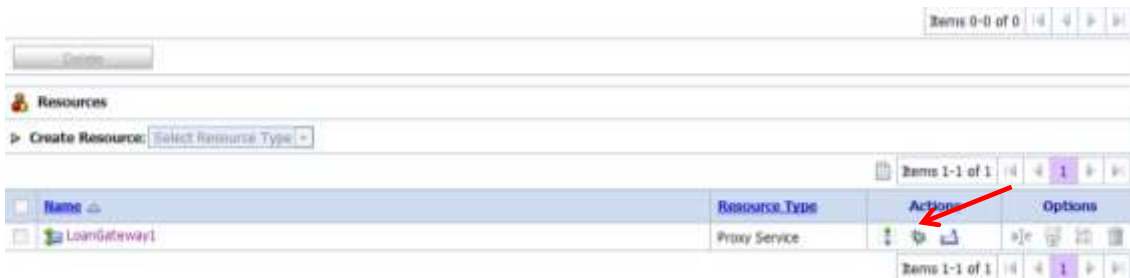 Items 0-0 of 0
Delete
Resources
Create Resource: Select Resource Type
Items 1-1 of 1 1
Name Resource Type Actions Options
LoanGateway1 Proxy Service
Items 1-1 of 1 1